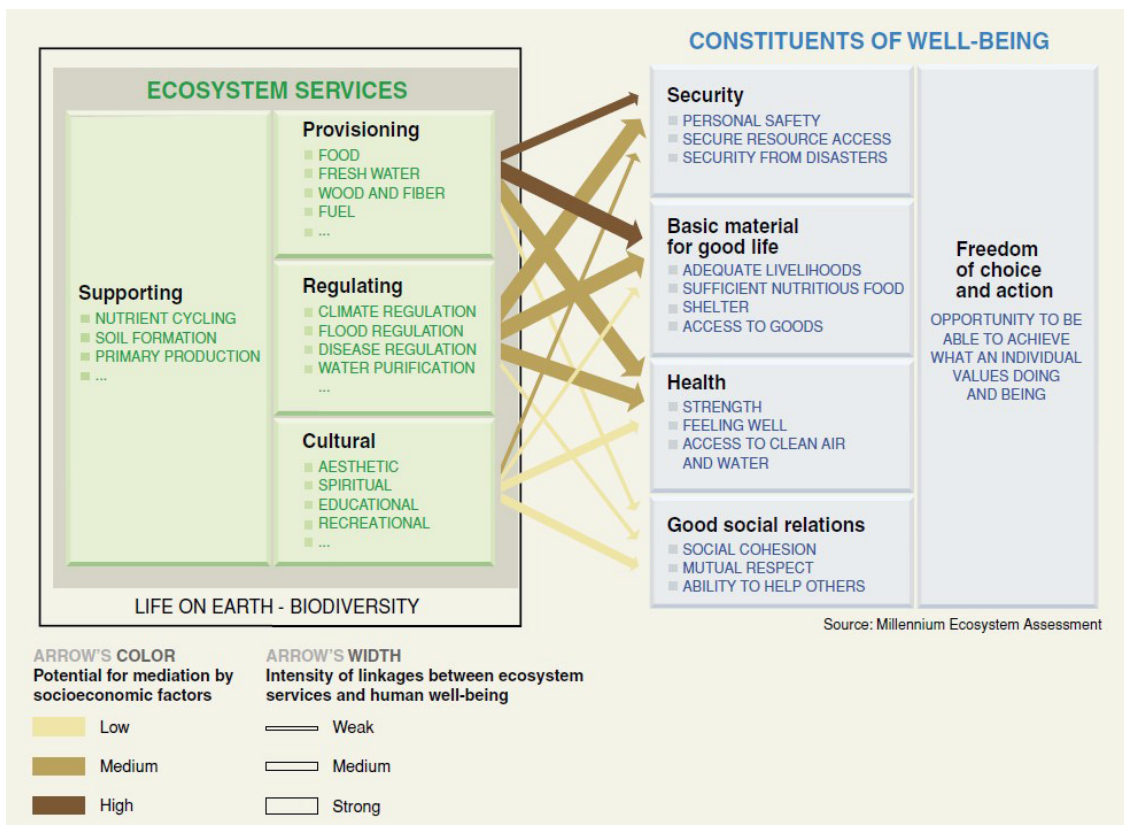 CONSTITUENTS OF WELL-BEING
ECOSYSTEM SERVICES
Supporting
NUTRIENT CYCLING
SOIL FORMATION
PRIMARY PRODUCTION
...
Provisioning
FOOD
FRESH WATER
WOOD AND FIBER
FUEL
...
Regulating
CLIMATE REGULATION
FLOOD REGULATION
DISEASE REGULATION
WATER PURIFICATION
...
Cultural
AESTHETIC
SPIRITUAL
EDUCATIONAL
RECREATIONAL
...
LIFE ON EARTH - BIODIVERSITY
Security
PERSONAL SAFETY
SECURE RESOURCE ACCESS
SECURITY FROM DISASTERS
Basic material
for good life
ADEQUATE LIVELIHOODS
SUFFICIENT NUTRITIOUS FOOD
SHELTER
ACCESS TO GOODS
Health
STRENGTH
FEELING WELL
ACCESS TO CLEAN AIR
AND WATER
Good social relations
SOCIAL COHESION
MUTUAL RESPECT
ABILITY TO HELP OTHERS
Freedom
of choice
and action
OPPORTUNITY TO BE
ABLE TO ACHIEVE
WHAT AN INDIVIDUAL
VALUES DOING
AND BEING
Source: Millennium Ecosystem Assessment
ARROW'S COLOR
Potential for mediation by
socioeconomic factors
Low
Medium
High
ARROW'S WIDTH
Intensity of linkages between ecosystem
services and human well-being
Weak
Medium
Strong